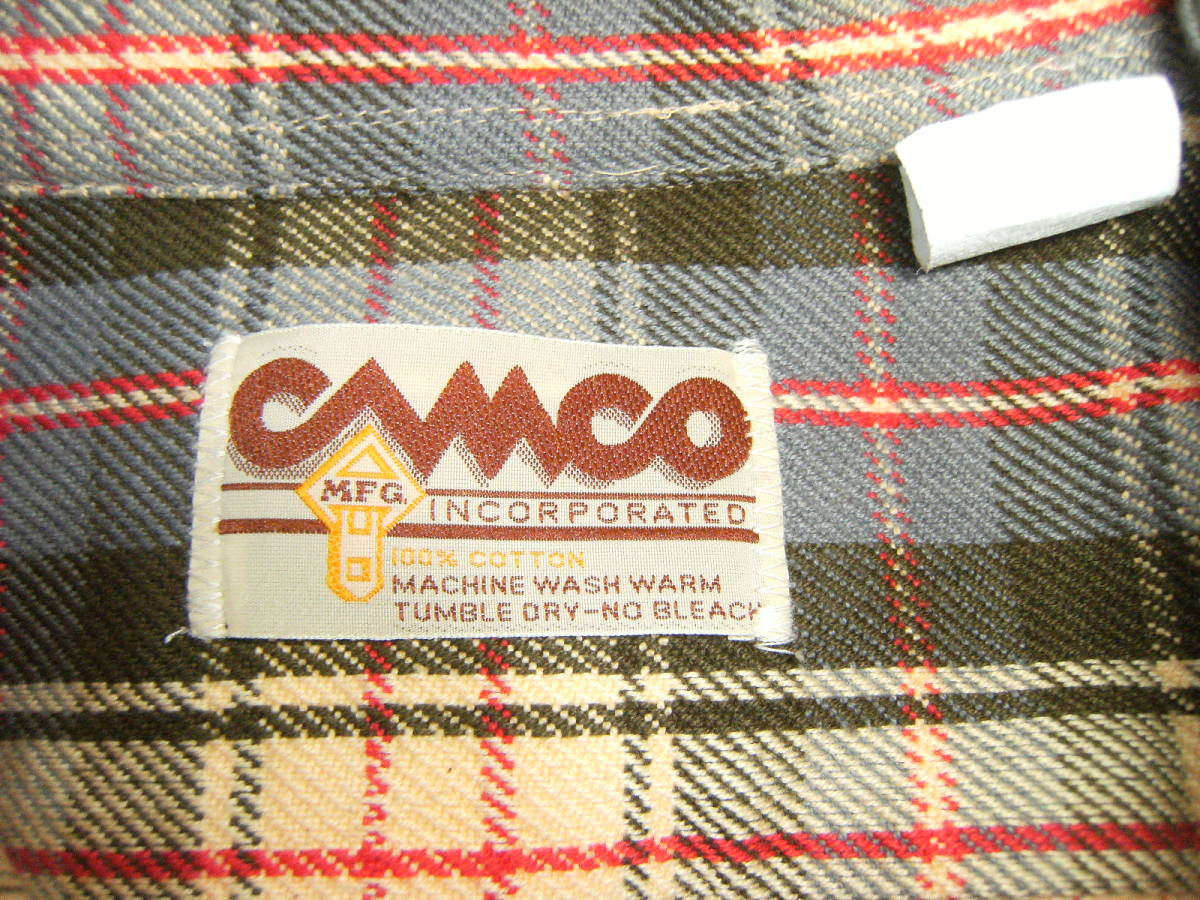 CAMCO
MFG. INCORPORATED
100% COTTON
MACHINE WASH WARM
TUMBLE DRY-NO BLEACH